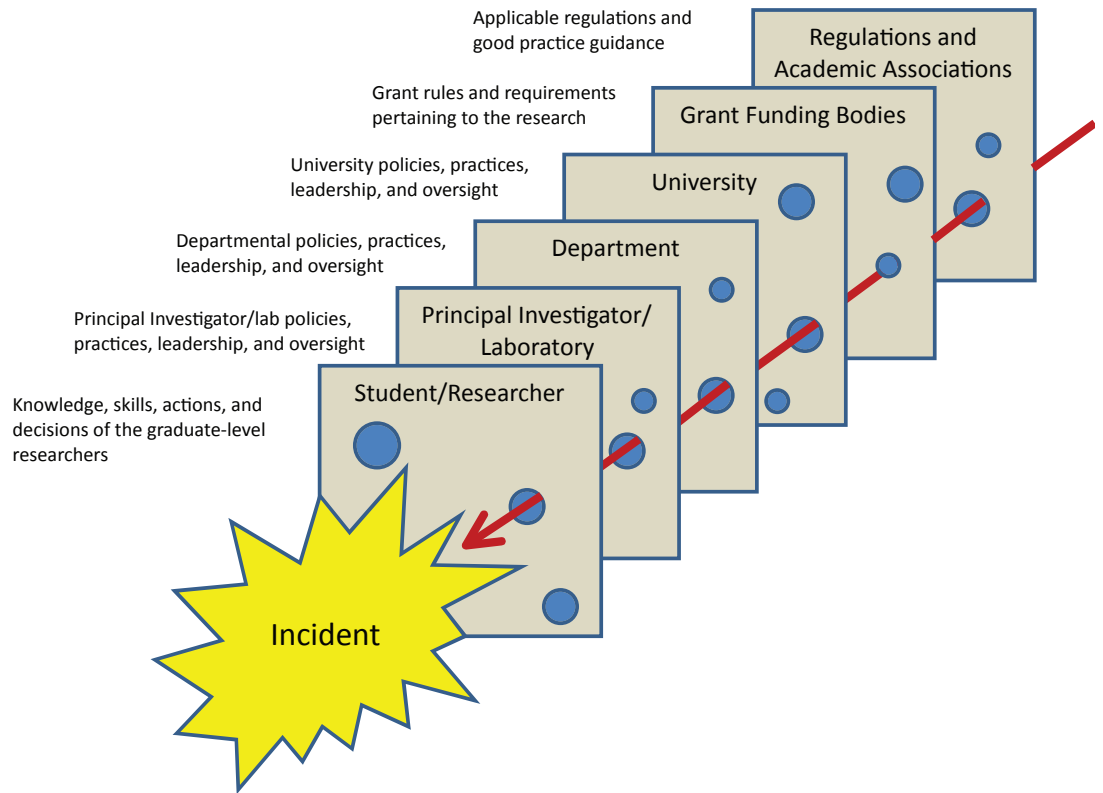 Applicable regulations and
good practice guidance
Regulations and
Academic Associations
Grant rules and requirements
pertaining to the research
Grant Funding Bodies
University policies, practices,
leadership, and oversight
University
Departmental policies, practices,
leadership, and oversight
Department
Principal Investigator/lab policies,
practices, leadership, and oversight
Principal Investigator/
Laboratory
Knowledge, skills, actions, and
decisions of the graduate-level
researchers
Student/Researcher
Incident